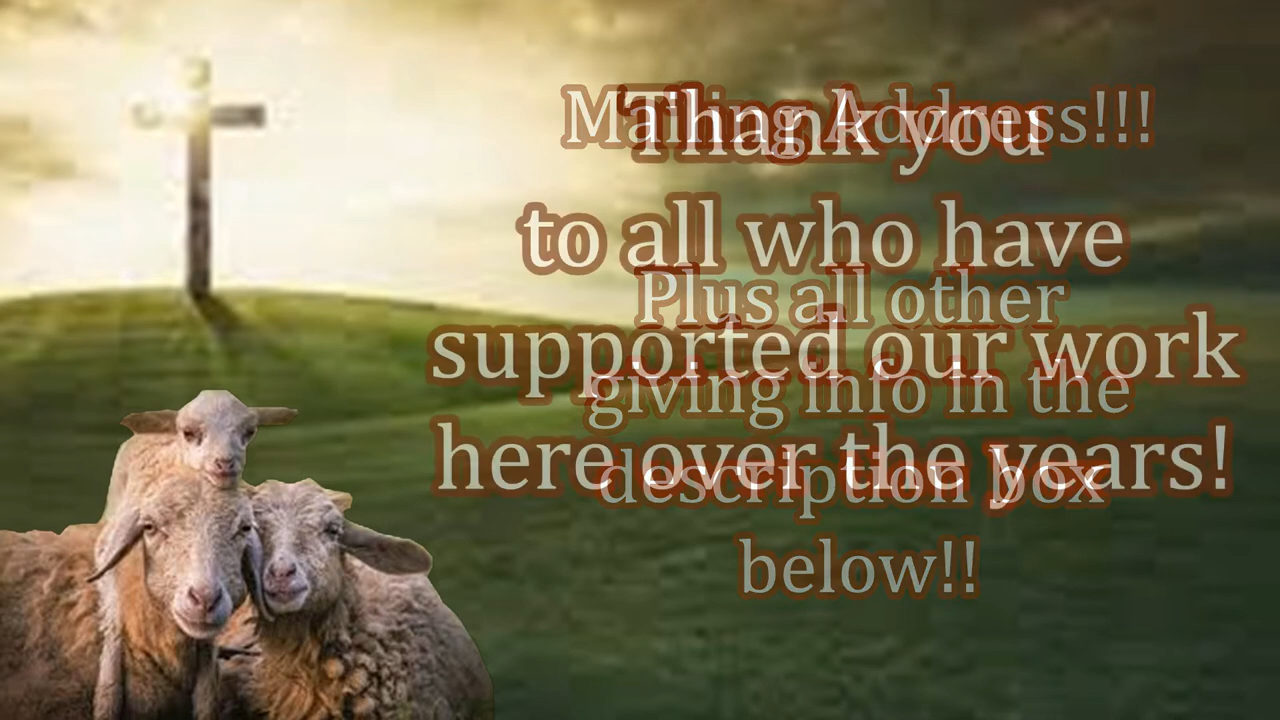 Mailing Address!!!
Thank you
to all who have
Plus all other
supported our work
giving info in the
here over the years!
description box
below!!